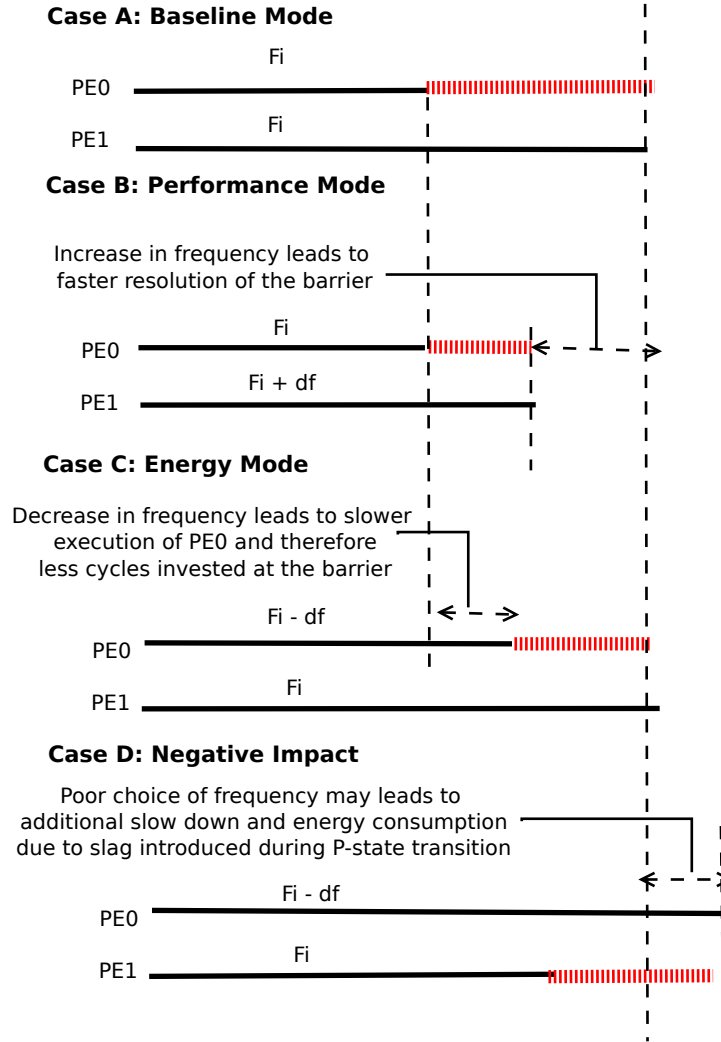 Case A: Baseline Mode
Fi
PE0
Fi
PE1
Case B: Performance Mode
Increase in frequency leads to
faster resolution of the barrier
Fi
PE0
Fi + df
PE1
Case C: Energy Mode
Decrease in frequency leads to slower
execution of PE0 and therefore
less cycles invested at the barrier
Fi - df
PE0
Fi
PE1
Case D: Negative Impact
Poor choice of frequency may leads to
additional slow down and energy consumption
due to slag introduced during P-state transition
Fi - df
PE0
Fi
PE1